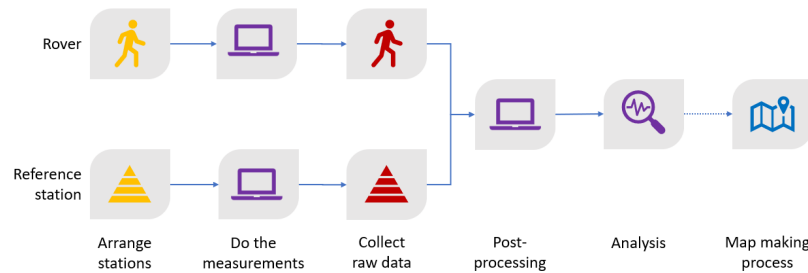 Rover
Reference
station
Arrange
stations
Do the
measurements
Collect
raw data
Post-
processing
Analysis
Map making
process